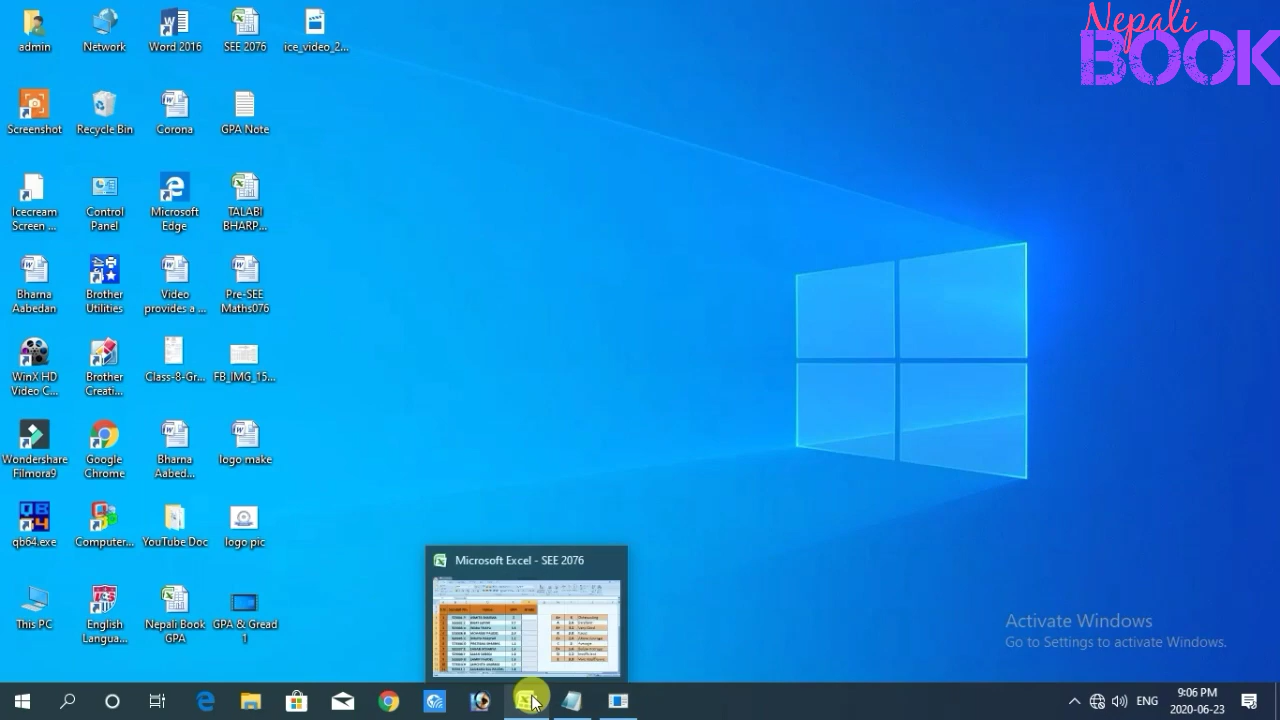 Nepali
BOOK
admin
Network
Word 2016
SEE 2076
ice_video_2...
Screenshot
Recycle Bin
Corona
GPA Note
Icecream
Screen ...
Control
Panel
Microsoft
Edge
TALABI
BHARP...
Bharna
Aabedan
Brother
Utilities
Video
provides a ...
Pre-SEE
Maths076
WinX HD
Video C...
Brother
Creati...
Class-8-Gr...
FB_IMG_15...
Wondershare
Filmora9
Google
Chrome
Bharna
Aabed...
logo make
qb64.exe
Computer...
YouTube Doc
logo pic
This PC
English
Langua...
Nepali Book
GPA
GPA & Gread
1
Microsoft Excel - SEE 2076
Activate Windows
Settings to activate
ENG
9:06 PM
2020-06-23